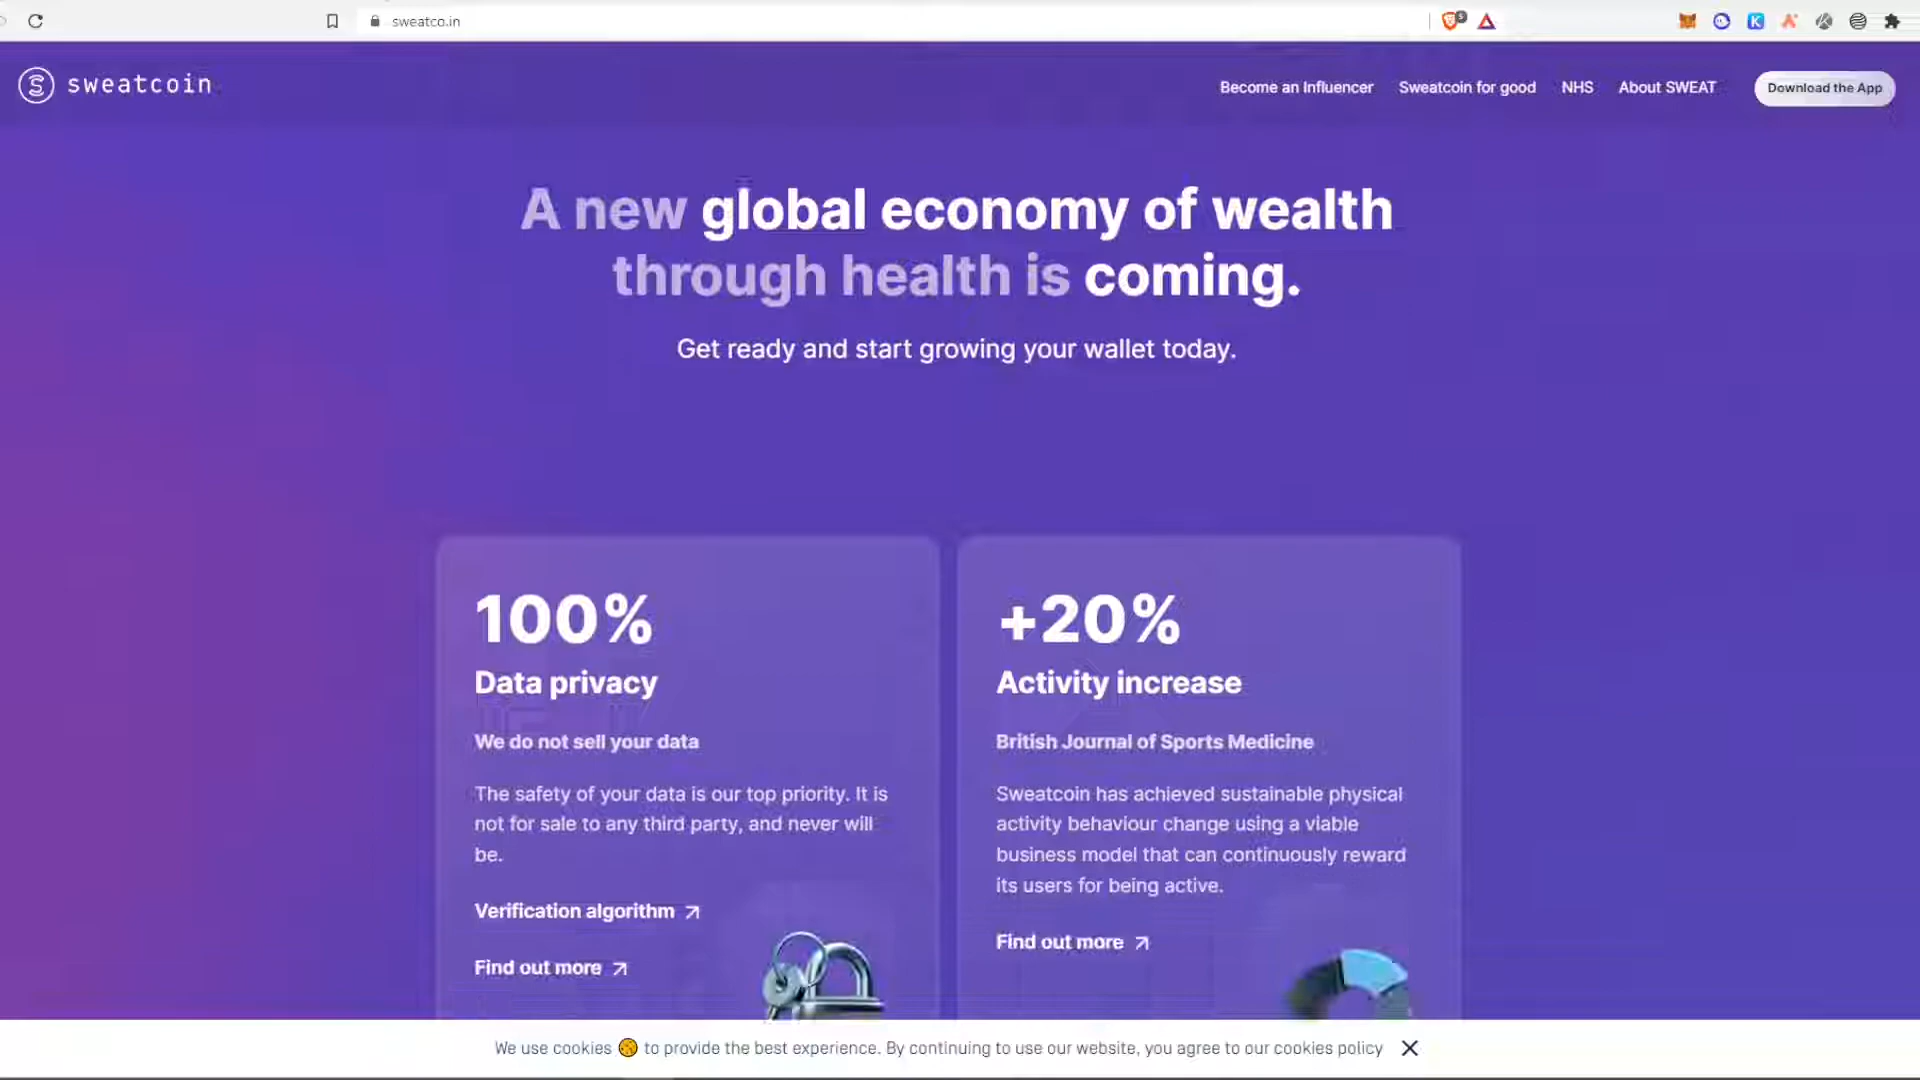 sweatco.in
5
K
sweatcoin
Become an Influencer
Sweatcoin for good
NHS
About SWEAT
Download the App
A new global economy of wealth
through health is coming.
Get ready and start growing your wallet today.
100%
Data privacy
We do not sell your data
The safety of your data is our top priority. It is
not for sale to any third party, and never will
be.
Verification algorithm
Find out more
+20%
Activity increase
British Journal of Sports Medicine
Sweatcoin has achieved sustainable physical
activity behaviour change using a viable
business model that can continuously reward
its users for being active.
Find out more
We use cookies 🍪 to provide the best experience. By continuing to use our website, you agree to our cookies policy